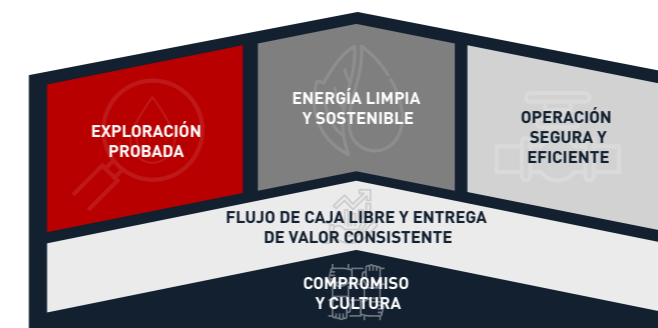 EXPLORACIÓN
PROBADA
ENERGÍA LIMPIA
Y SOSTENIBLE
OPERACIÓN
SEGURA Y
EFICIENTE
FLUJO DE CAJA LIBRE Y ENTREGA
DE VALOR CONSISTENTE
COMPROMISO
Y CULTURA